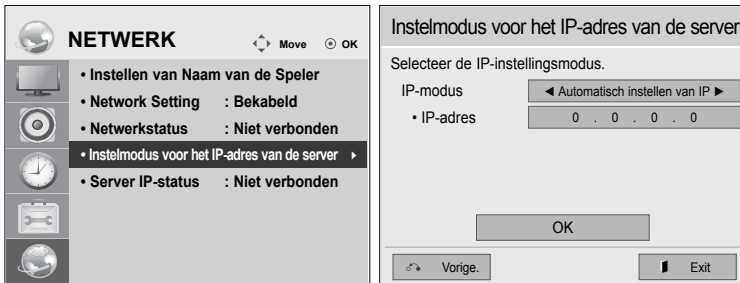 NETWERK
Move
OK
• Instellen van Naam van de Speler
• Network Setting : Bekabeld
• Netwerkstatus : Niet verbonden
• Instelmodus voor het IP-adres van de server
• Server IP-status : Niet verbonden
Instelmodus voor het IP-adres van de server
Selecteer de IP-instellingsmodus.
IP-modus ◄ Automatisch instellen van IP ►
• IP-adres 0 . 0 . 0 . 0
OK
Vorige.
Exit